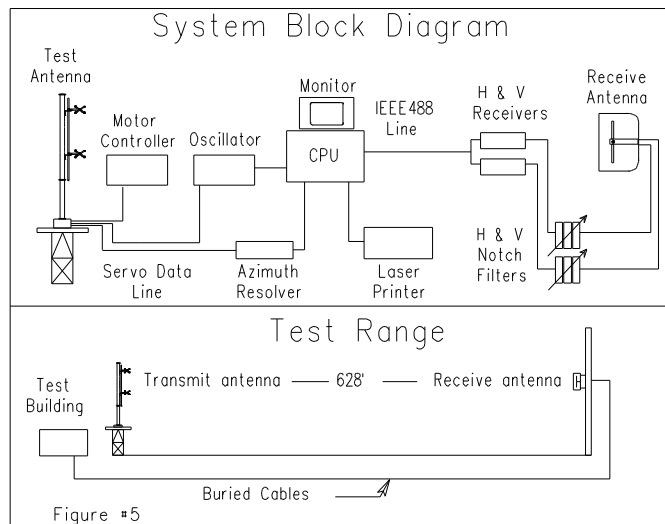 System Block Diagram
Test
Antenna
Motor
Controller
Oscillator
Monitor
CPU
IEEE488
Line
H & V
Receivers
Receive
Antenna
H & V
Notch
Filters
Servo Data
Line
Azimuth
Resolver
Laser
Printer
Test Range
Test
Building
Transmit antenna — 628' — Receive antenna
Buried Cables
Figure #5